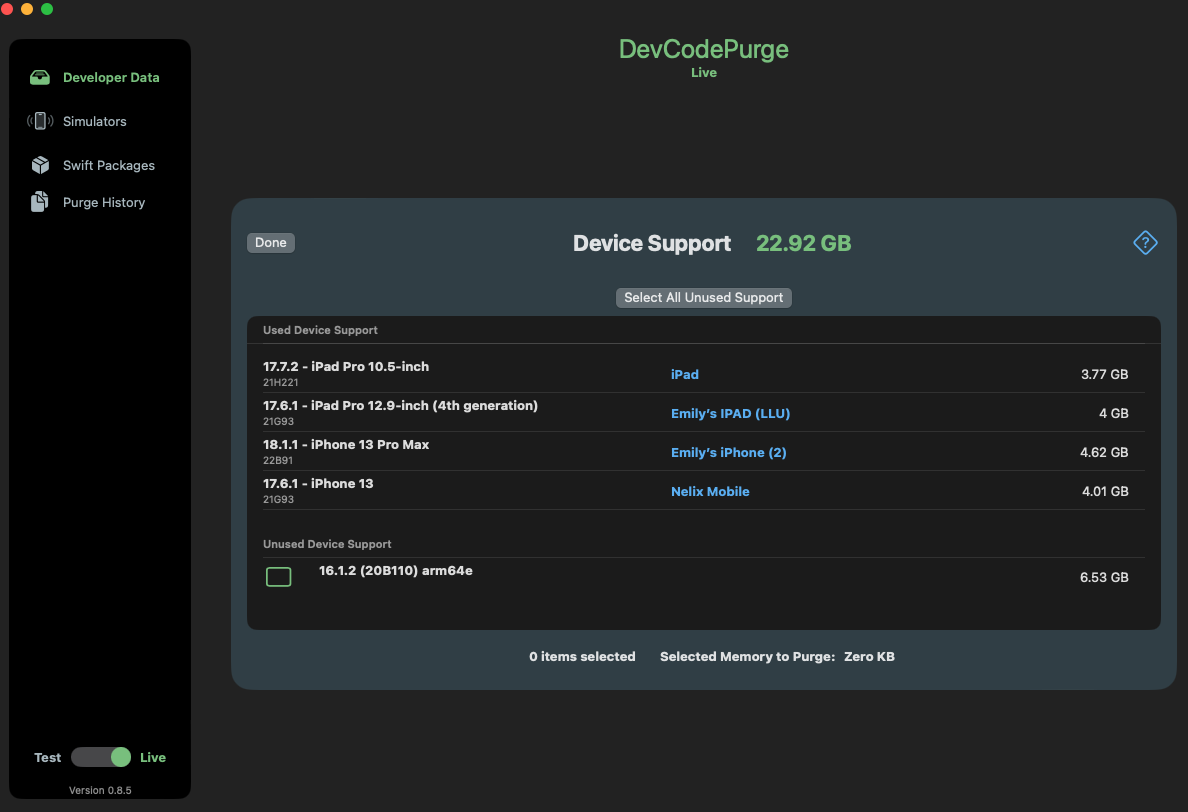 DevCodePurge
Live
Developer Data
Simulators
Swift Packages
Purge History
Done
Device Support 22.92 GB
?
Select All Unused Support
Used Device Support
17.7.2 - iPad Pro 10.5-inch
21H221
iPad
3.77 GB
17.6.1 - iPad Pro 12.9-inch (4th generation)
21G93
Emily’s IPAD (LLU)
4 GB
18.1.1 - iPhone 13 Pro Max
22B91
Emily’s iPhone (2)
4.62 GB
17.6.1 - iPhone 13
21G93
Nelix Mobile
4.01 GB
Unused Device Support
16.1.2 (20B110) arm64e
6.53 GB
0 items selected Selected Memory to Purge: Zero KB
Test Live
Version 0.8.5